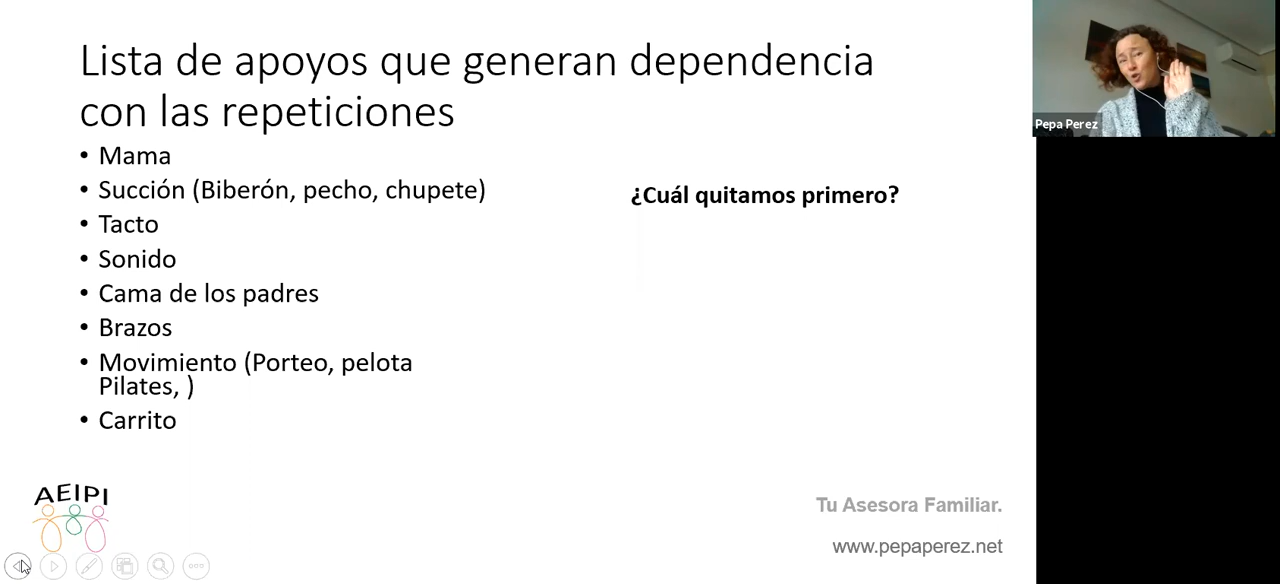 Lista de apoyos que generan dependencia
con las repeticiones
• Mama
• Succión (Biberón, pecho, chupete)
• Tacto
• Sonido
• Cama de los padres
• Brazos
• Movimiento (Porteo, pelota
Pilates, )
• Carrito
¿Cuál quitamos primero?
AEIPI
Tu Asesora Familiar.
www.pepaperez.net
Pepa Perez